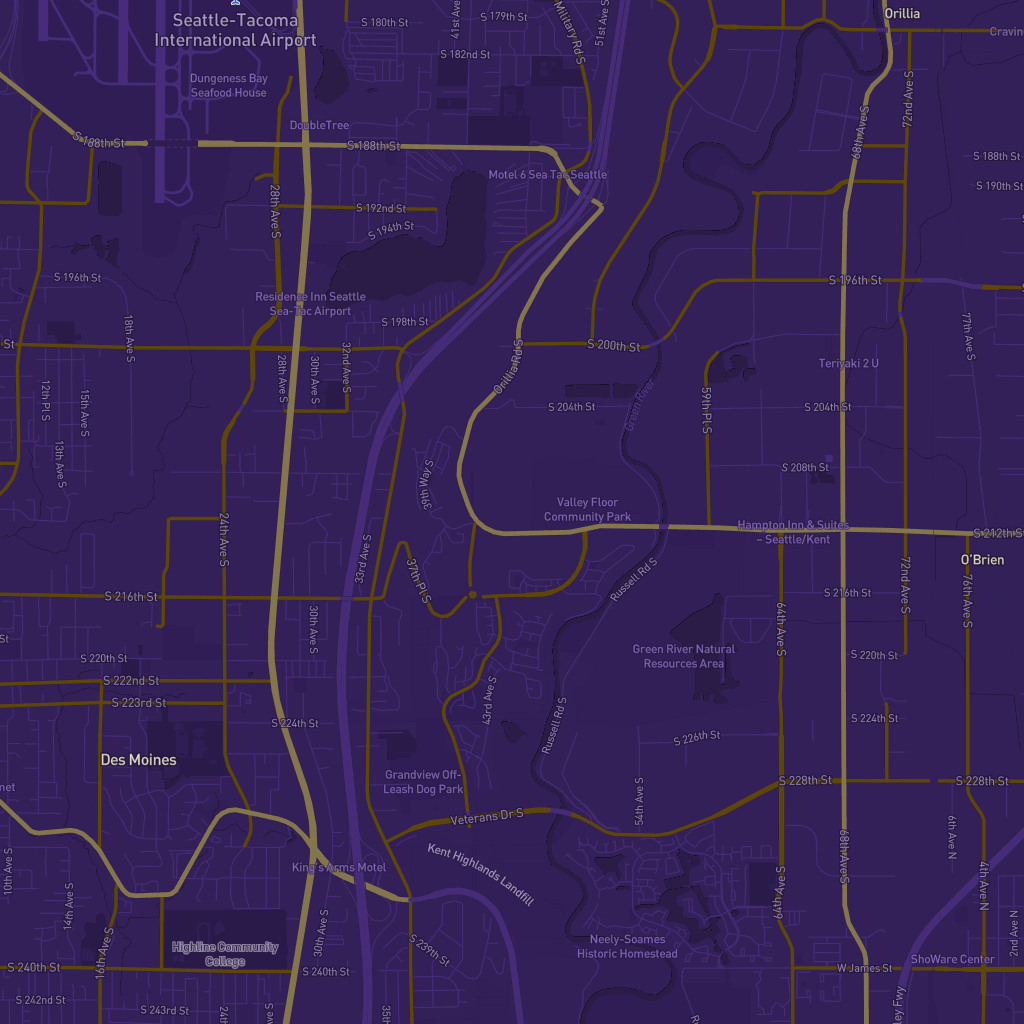 Seattle-Tacoma
International Airport
S 180th St
41st Ave S
S 179th St
Military Rd S
51st Ave S
Orillia
S 182nd St
Dungeness Bay
Seafood House
72nd Ave S
68th Ave S
DoubleTree
S 188th St
S 188th St
S 188th St
Motel 6 Sea Tac Seattle
S 190th St
28th Ave S
S 192nd St
S 194th St
S 196th St
S 196th St
Residence Inn Seattle
Sea-Tac Airport
18th Ave S
S 198th St
77th Ave S
St
S 200th St
28th Ave S
30th Ave S
32nd Ave S
Orillia Rd S
Teriyaki 2 U
12th Pl S
15th Ave S
13th Ave S
59th Pl S
Green River
S 204th St
S 204th St
39th Way S
S 208th St
Valley Floor
Community Park
Hampton Inn & Suites
– Seattle/Kent
S 212th St
24th Ave S
33rd Ave S
37th Pl S
Russell Rd S
O'Brien
72nd Ave S
76th Ave S
S 216th St
S 216th St
30th Ave S
64th Ave S
St
S 220th St
S 220th St
Green River Natural
Resources Area
S 222nd St
S 223rd St
43rd Ave S
Russell Rd S
S 224th St
S 224th St
S 226th St
Des Moines
Grandview Off-
Leash Dog Park
S 228th St
S 228th St
54th Ave S
Veterans Dr S
6th Ave N
King's Arms Motel
Kent Highlands Landfill
68th Ave S
10th Ave S
16th Ave S
64th Ave S
4th Ave N
2nd Ave N
30th Ave S
16th Ave S
Highline Community
College
S 239th St
Neely-Soames
Historic Homestead
ShoWare Center
S 240th St
S 240th St
W James St
S 242nd St
S 243rd St